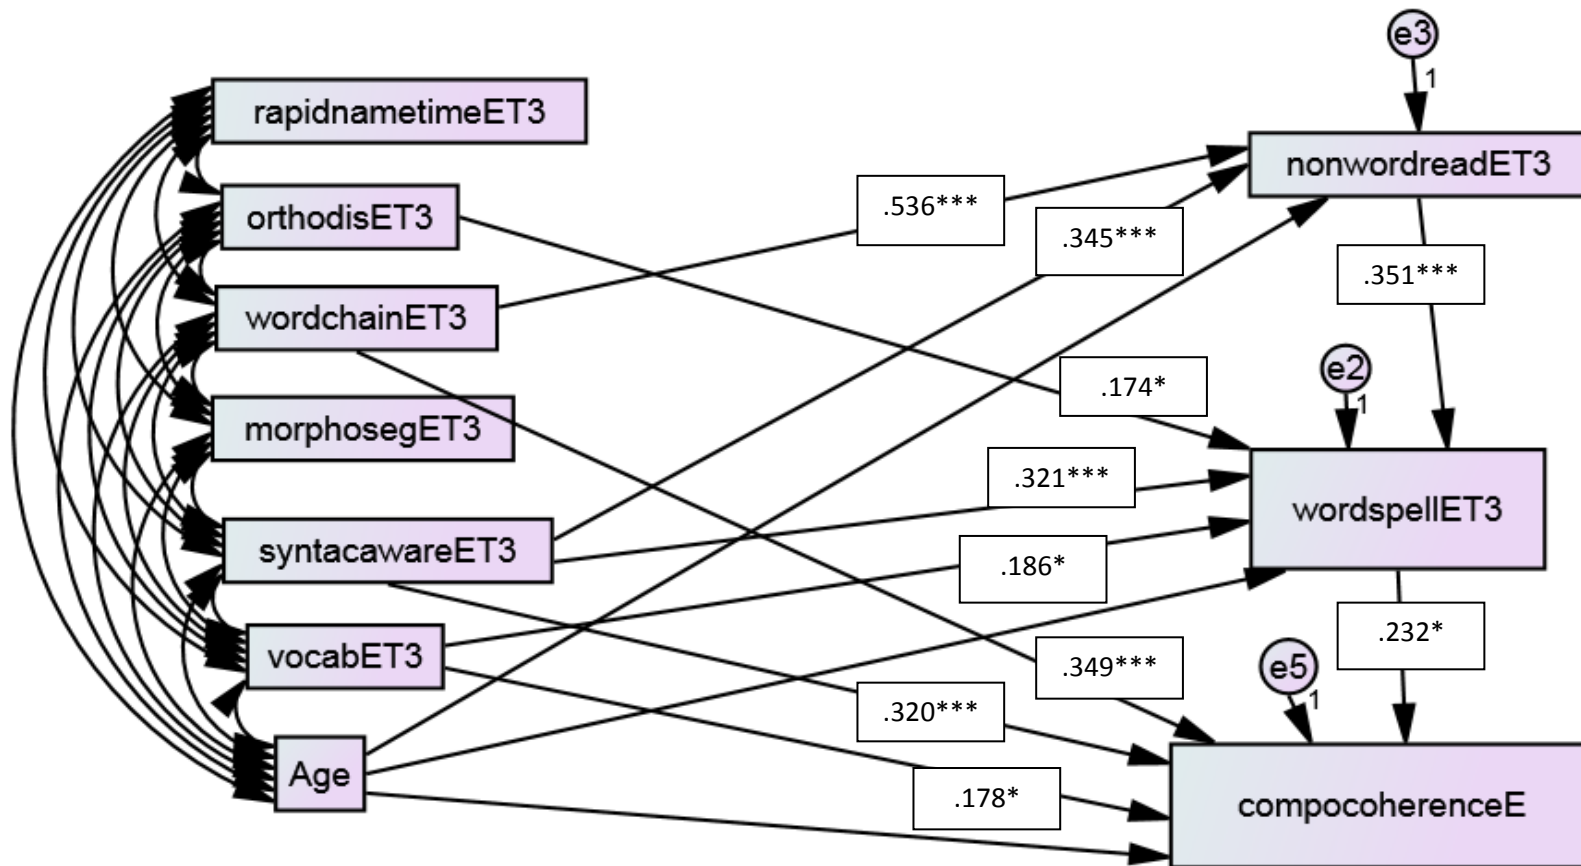 e3
1
rapidnametimeET3
nonwordreadET3
orthodisET3
.536***
.345***
.351***
wordchainET3
e2
1
.174*
morphosegET3
.321***
wordspellET3
syntacawareET3
.186*
.232*
vocabET3
.349***
e5
1
.320***
Age
.178*
compocoherenceE